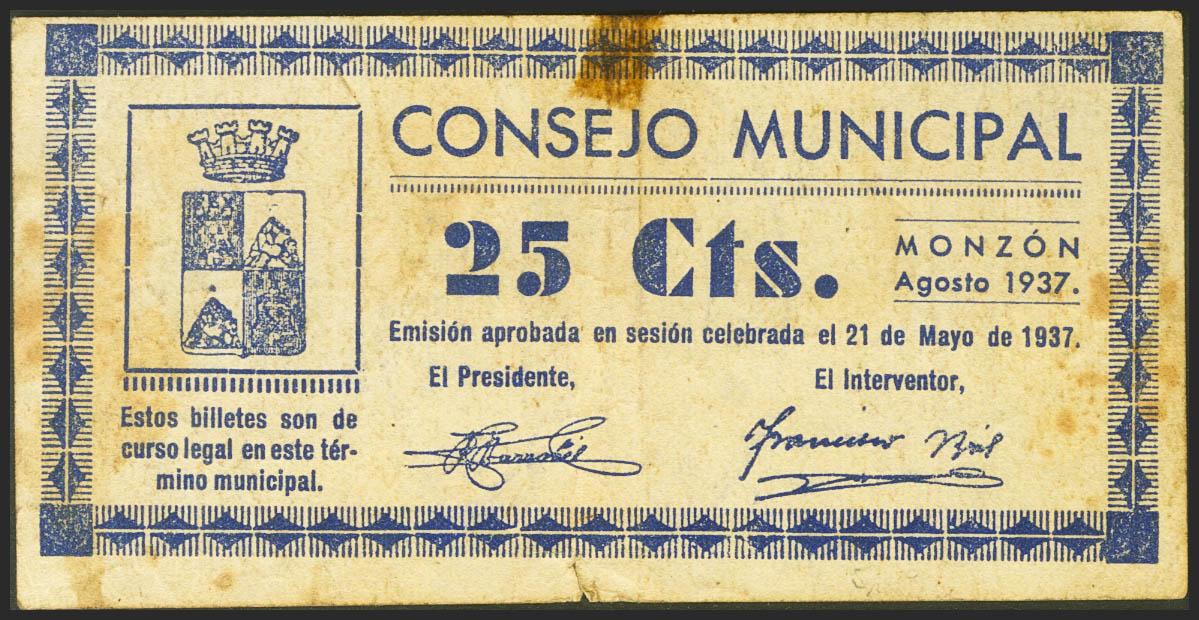 CONSEJO MUNICIPAL
25 Cts.
MONZÓN
Agosto 1937.
Emisión aprobada en sesión celebrada el 21 de Mayo de 1937.
El Presidente,
El Interventor,
Francisco
Estos billetes son de
curso legal en este tér-
mino municipal.